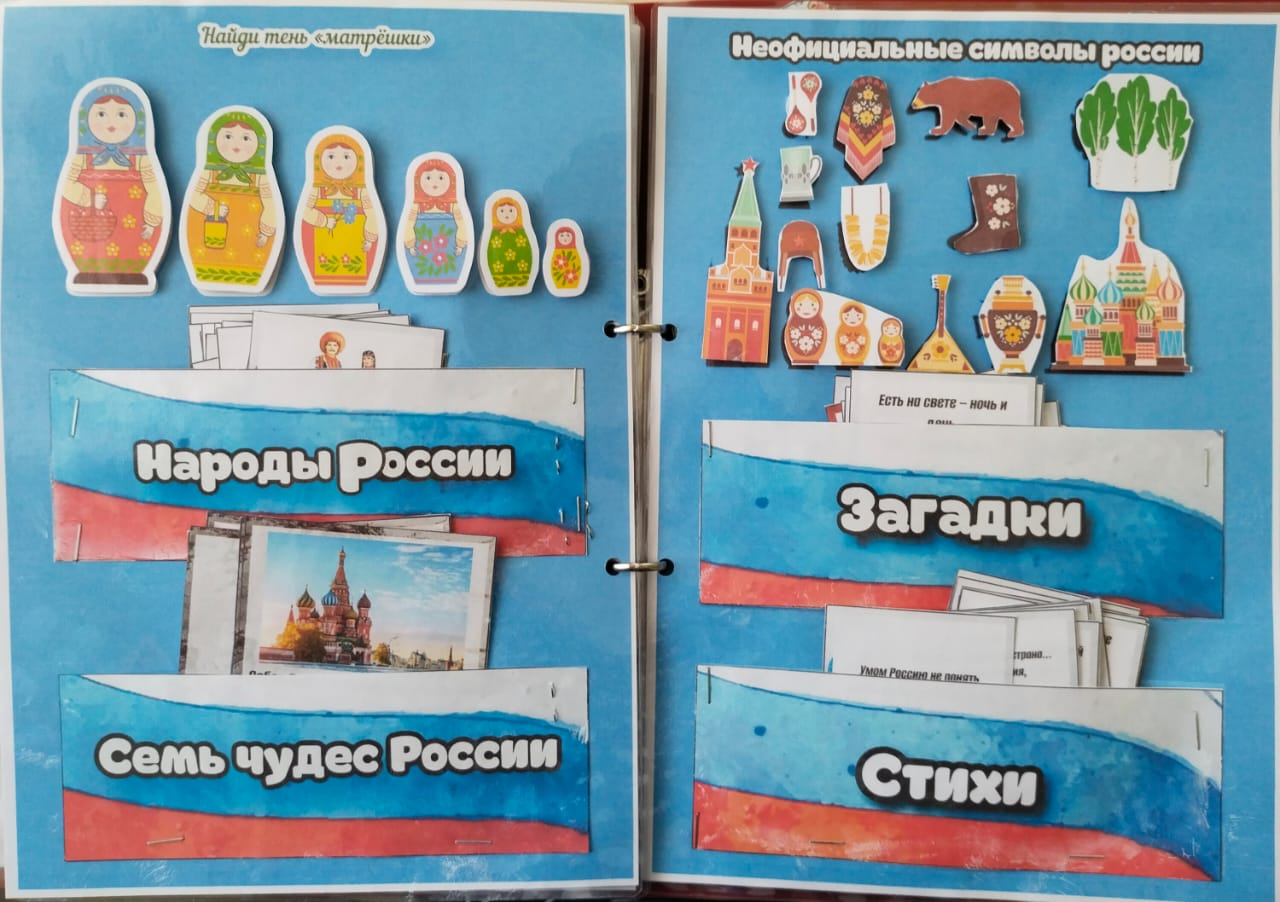 Найди тень «матрёшки»
Народы России
Семь чудес России
Неофициальные символы россии
Есть на свете – ночь и
день
Загадки
Умом Россию не понять
Стихи